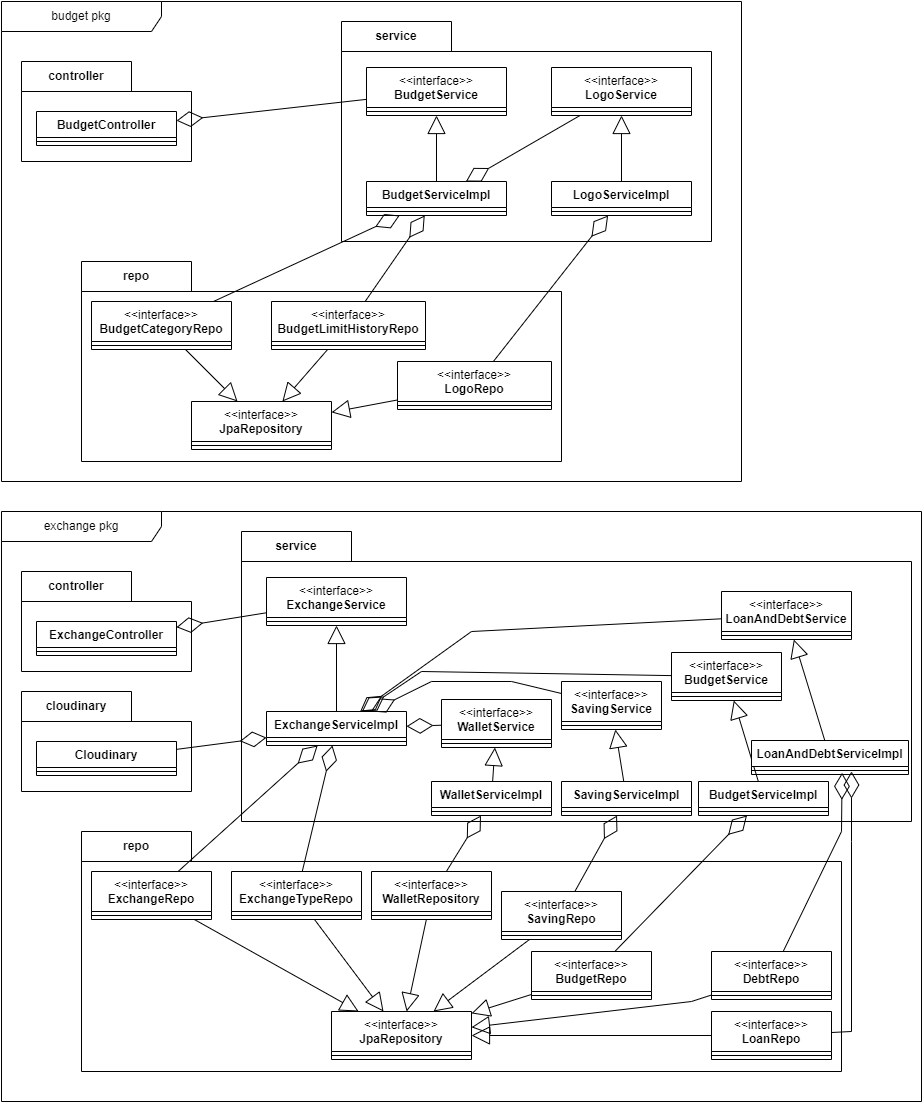 budget pkg
service
controller
<<interface>>
BudgetService
<<interface>>
LogoService
BudgetController
BudgetServiceImpl
LogoServiceImpl
repo
<<interface>>
BudgetCategoryRepo
<<interface>>
BudgetLimitHistoryRepo
<<interface>>
LogoRepo
<<interface>>
JpaRepository
exchange pkg
service
controller
<<interface>>
ExchangeService
<<interface>>
LoanAndDebtService
ExchangeController
<<interface>>
BudgetService
cloudinary
<<interface>>
SavingService
<<interface>>
WalletService
ExchangeServiceImpl
Cloudinary
LoanAndDebtServiceImpl
WalletServiceImpl
SavingServiceImpl
BudgetServiceImpl
repo
<<interface>>
ExchangeRepo
<<interface>>
ExchangeTypeRepo
<<interface>>
WalletRepository
<<interface>>
SavingRepo
<<interface>>
BudgetRepo
<<interface>>
DebtRepo
<<interface>>
JpaRepository
<<interface>>
LoanRepo